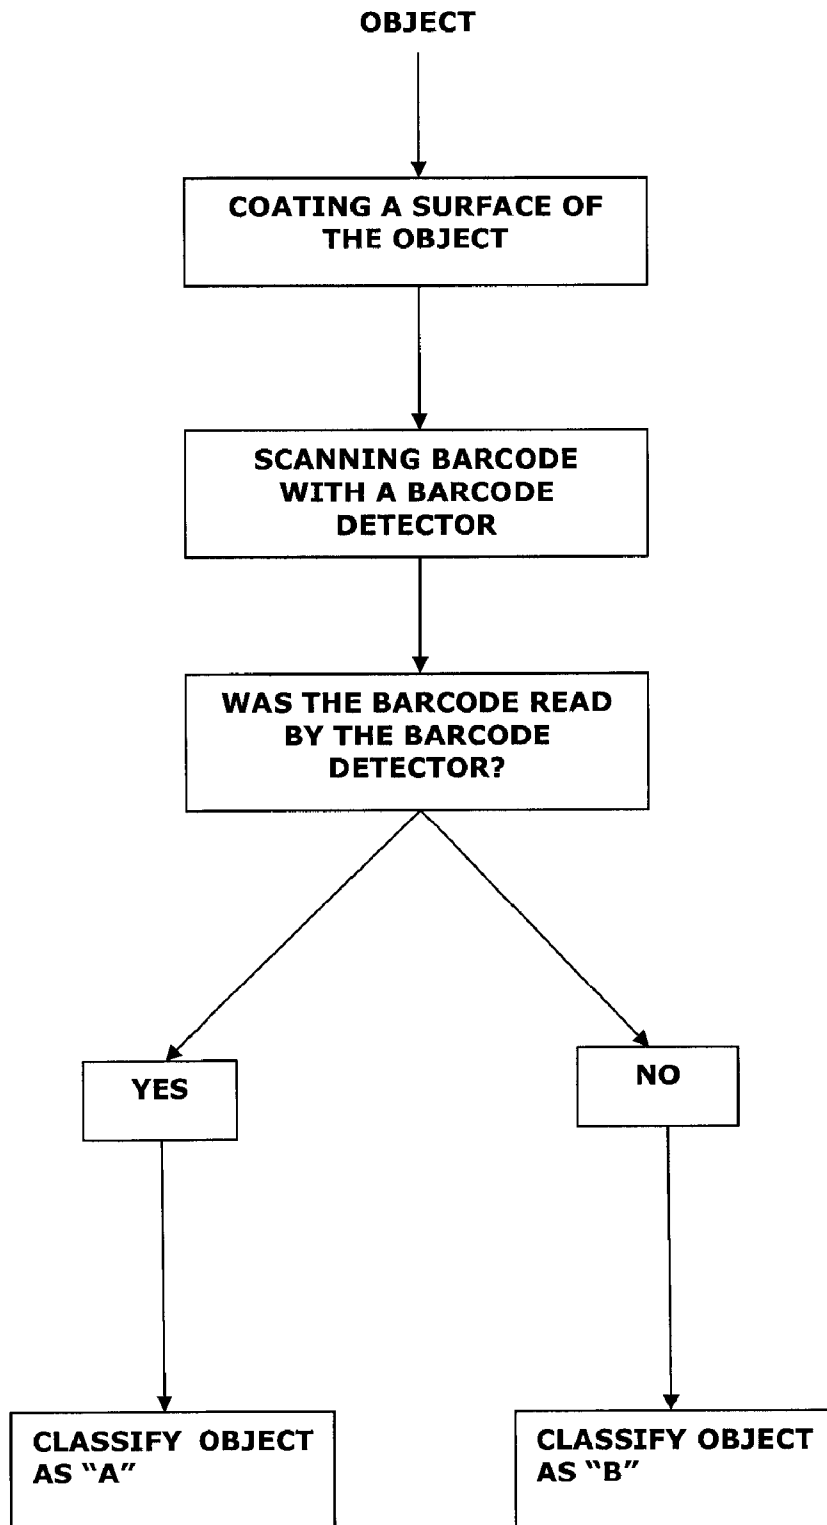 OBJECT
COATING A SURFACE OF
THE OBJECT
SCANNING BARCODE
WITH A BARCODE
DETECTOR
WAS THE BARCODE READ
BY THE BARCODE
DETECTOR?
YES
NO
CLASSIFY OBJECT
AS “A”
CLASSIFY OBJECT
AS “B”